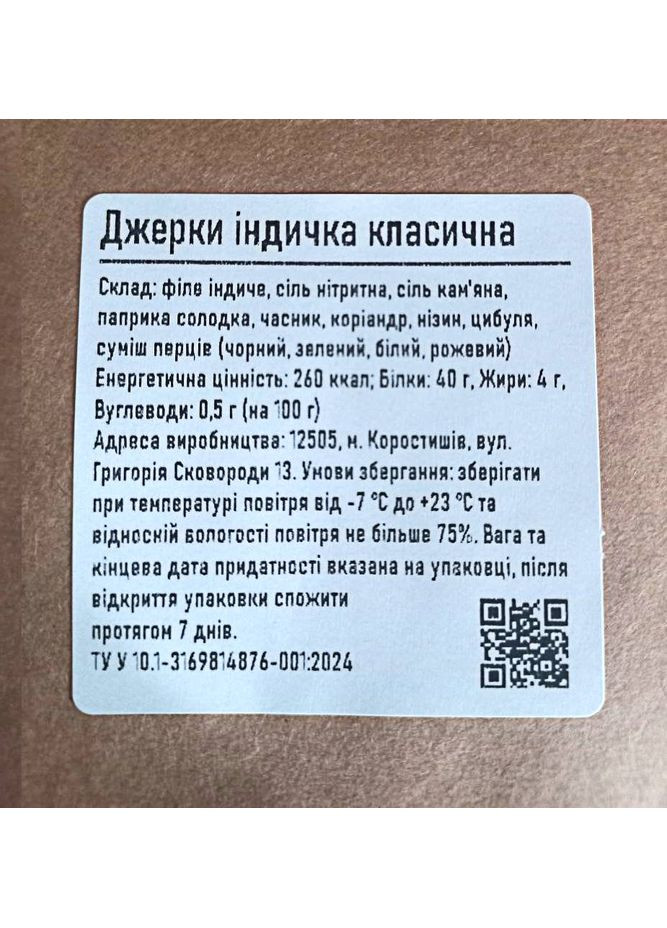 Джерки індичка класична
Склад: філе індиче, сіль нітритна, сіль кам'яна,
паприка солодка, часник, коріандр, нізин, цибуля,
суміш перців (чорний, зелений, білий, рожевий)
Енергетична цінність: 260 ккал; Білки: 40 г, Жири: 4 г,
Вуглеводи: 0,5 г (на 100 г)
Адреса виробництва: 12505, м. Коростишів, вул.
Григорія Сковороди 13. Умови збергання: зберігати
при температурі повітря від -7 °С до +23 °С та
відносній вологості повітря не більше 75%. Вага та
кінцева дата придатності вказана на упаковці, після
відкриття упаковки спожити
протягом 7 днів.
ТУ У 10.1-3169814876-001:2024